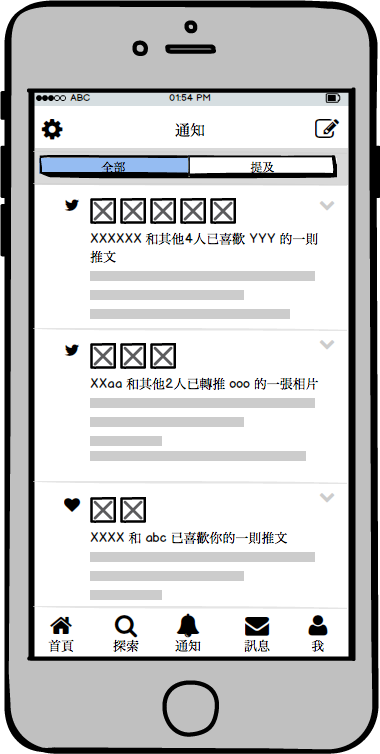 ABC 01:54 PM
通知
全部 提及
XXXXXX 和其他4人已喜歡 YYY 的一則
推文
XXaa 和其他2人已轉推 ooo 的一張相片
XXXX 和 abc 已喜歡你的一則推文
首頁 探索 通知 訊息 我